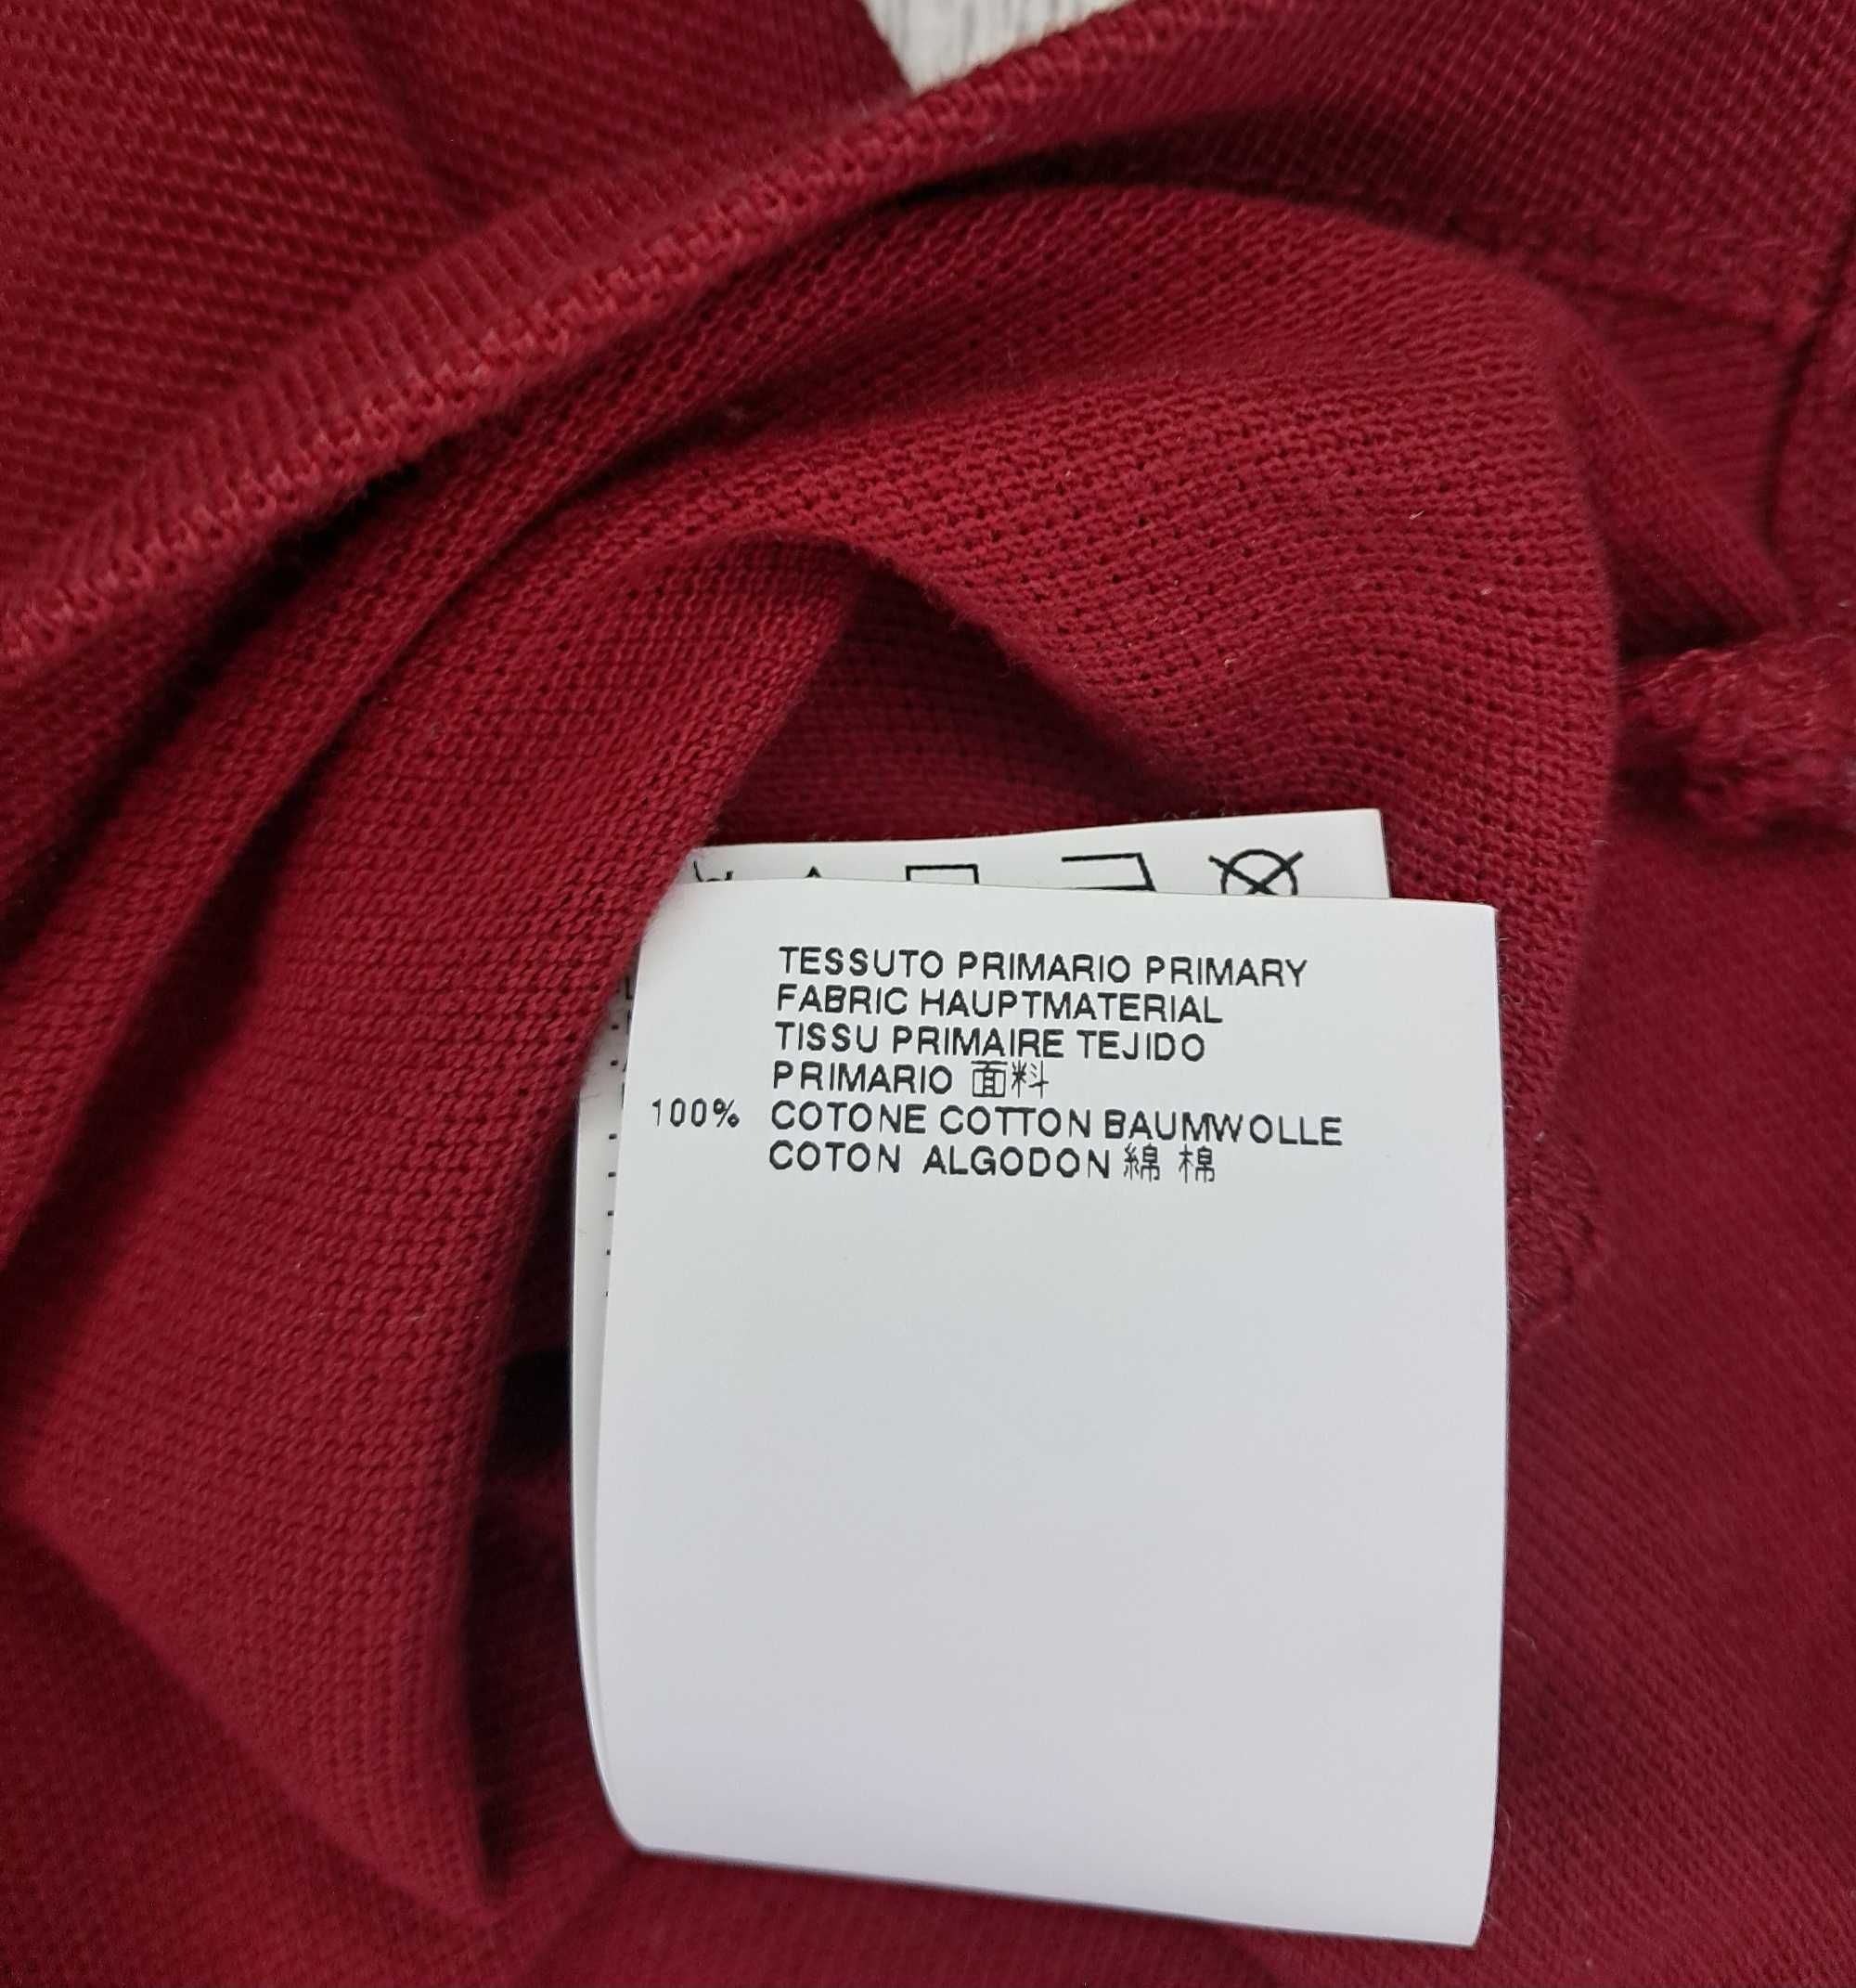 TESSUTO PRIMARIO PRIMARY
FABRIC HAUPTMATERIAL
TISSU PRIMAIRE TEJIDO
PRIMARIO 面料
100% COTONE COTTON BAUMWOLLE
COTON ALGODON 綿 棉